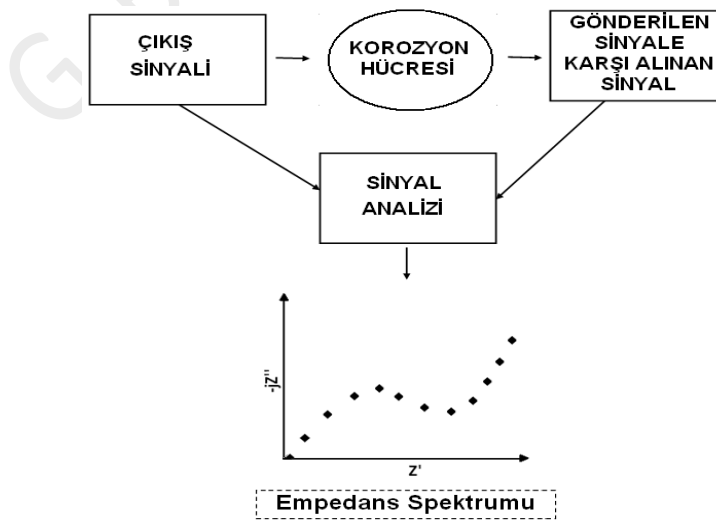 ÇIKIŞ
SİNYALİ
KOROZYON
HÜCRESİ
GÖNDERİLEN
SİNYALE
KARŞI ALINAN
SİNYAL
SİNYAL
ANALİZİ
-jZ''
Z'
Empedans Spektrumu